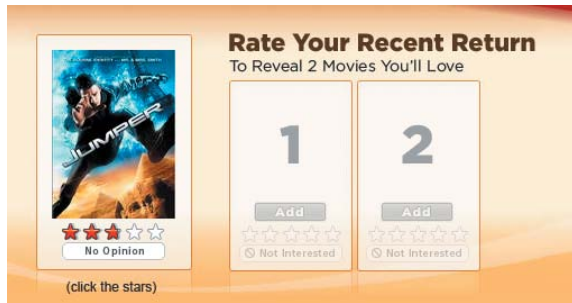 Rate Your Recent Return
To Reveal 2 Movies You'll Love
JUMPER
No Opinion
(click the stars)
1
2
Add
Add
Not Interested
Not Interested